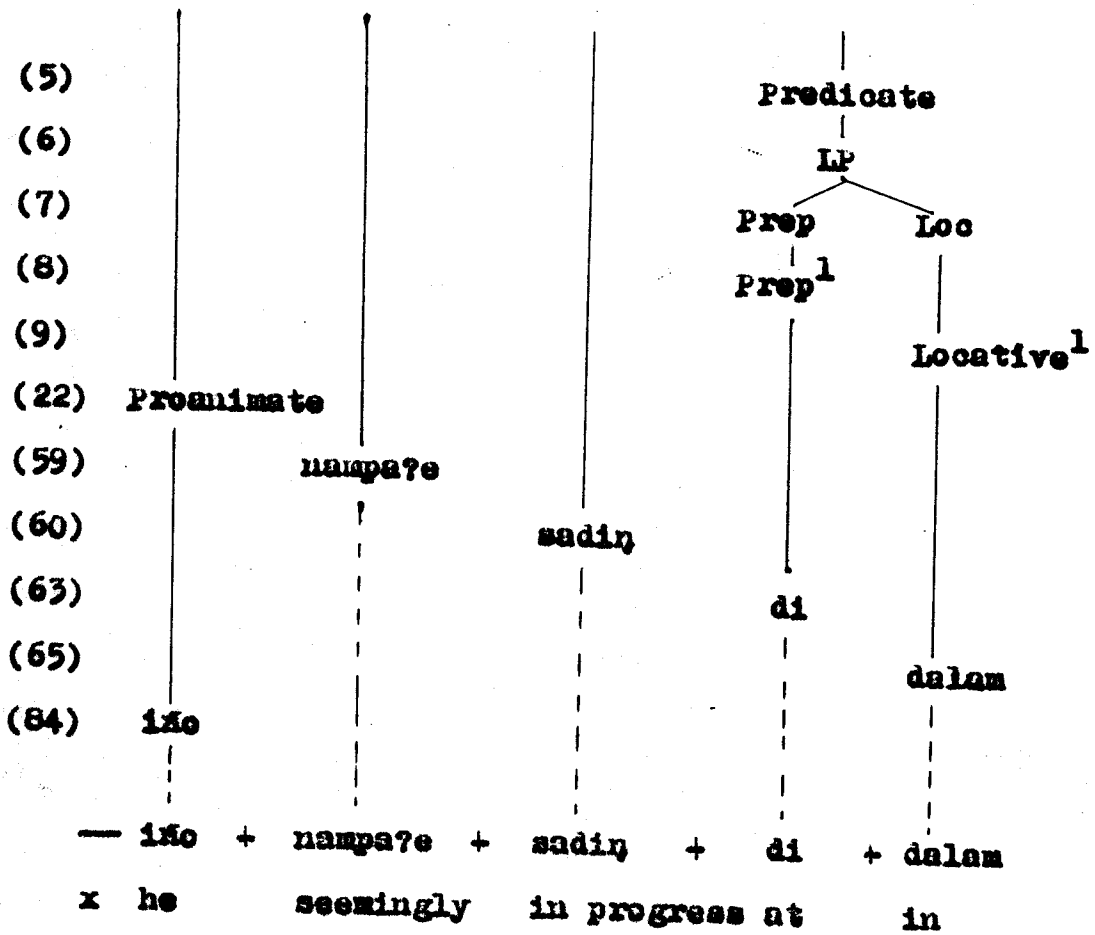 (5) Predicate
(6) LP
(7) Prep Loc
(8) Prep¹
(9) Locative¹
(22) Proanimate
(59) nampa?e
(60) sadiŋ
(63) di
(65) dalam
(84) iño
— iño + nampa?e + sadiŋ + di + dalam
x he seemingly in progress at in